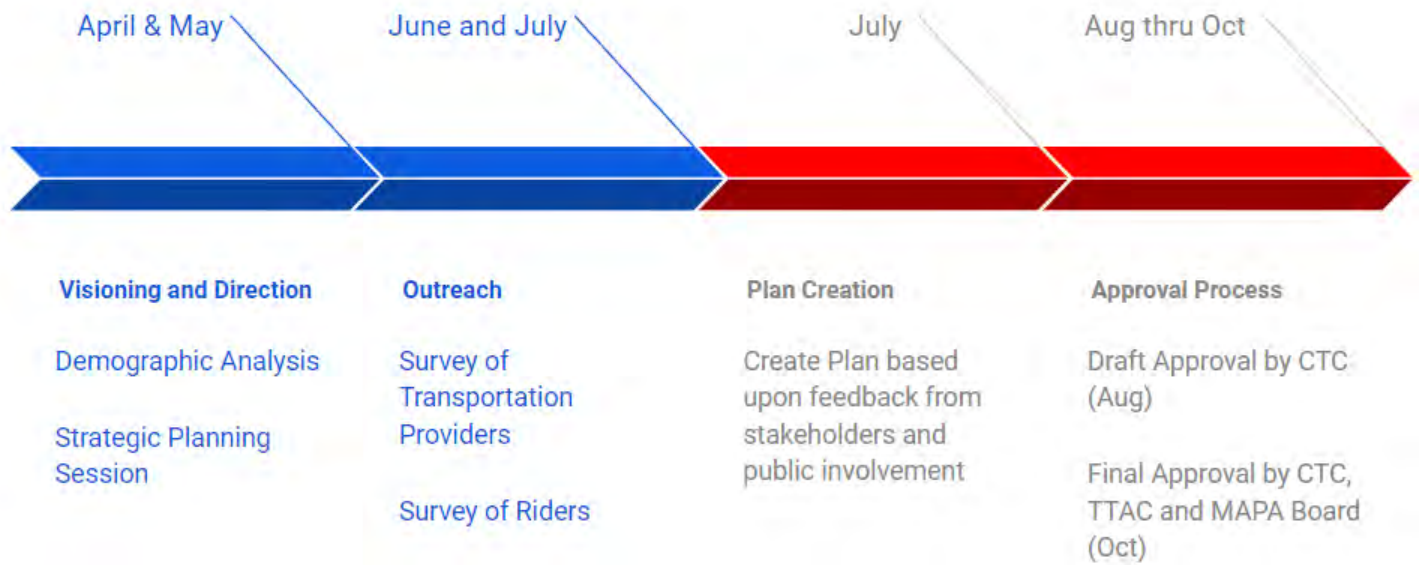 April & May
June and July
July
Aug thru Oct
Visioning and Direction
Demographic Analysis
Strategic Planning
Session
Outreach
Survey of
Transportation
Providers
Survey of Riders
Plan Creation
Create Plan based
upon feedback from
stakeholders and
public involvement
Approval Process
Draft Approval by CTC
(Aug)
Final Approval by CTC,
TTAC and MAPA Board
(Oct)